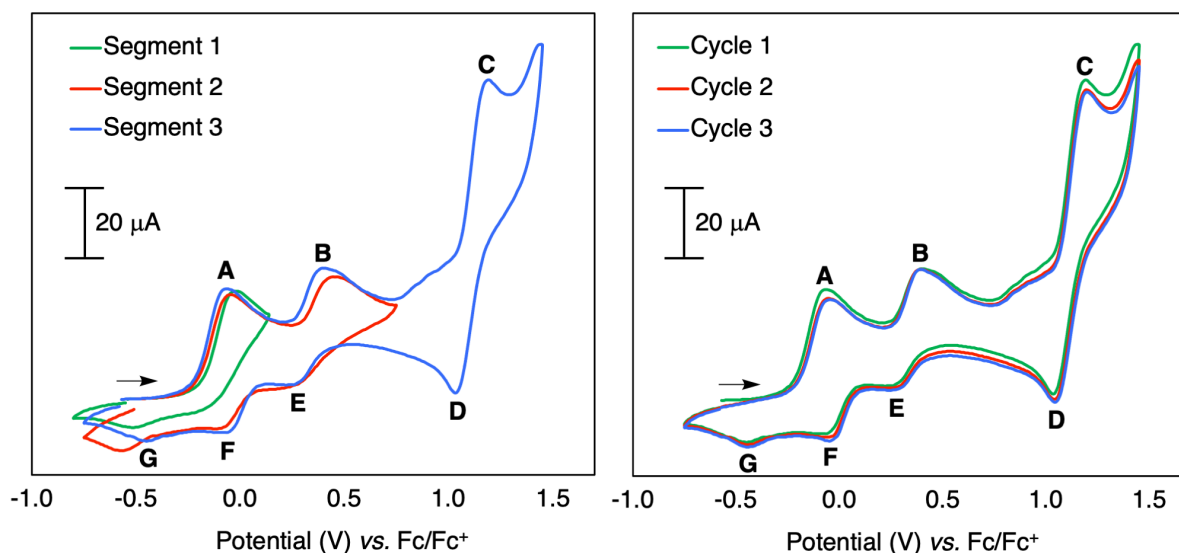 Segment 1
Segment 2
Segment 3
20 μA
A
B
C
D
E
F
G
-1.0 -0.5 0.0 0.5 1.0 1.5
Potential (V) vs. Fc/Fc⁺
Cycle 1
Cycle 2
Cycle 3
20 μA
A
B
C
D
E
F
G
-1.0 -0.5 0.0 0.5 1.0 1.5
Potential (V) vs. Fc/Fc⁺